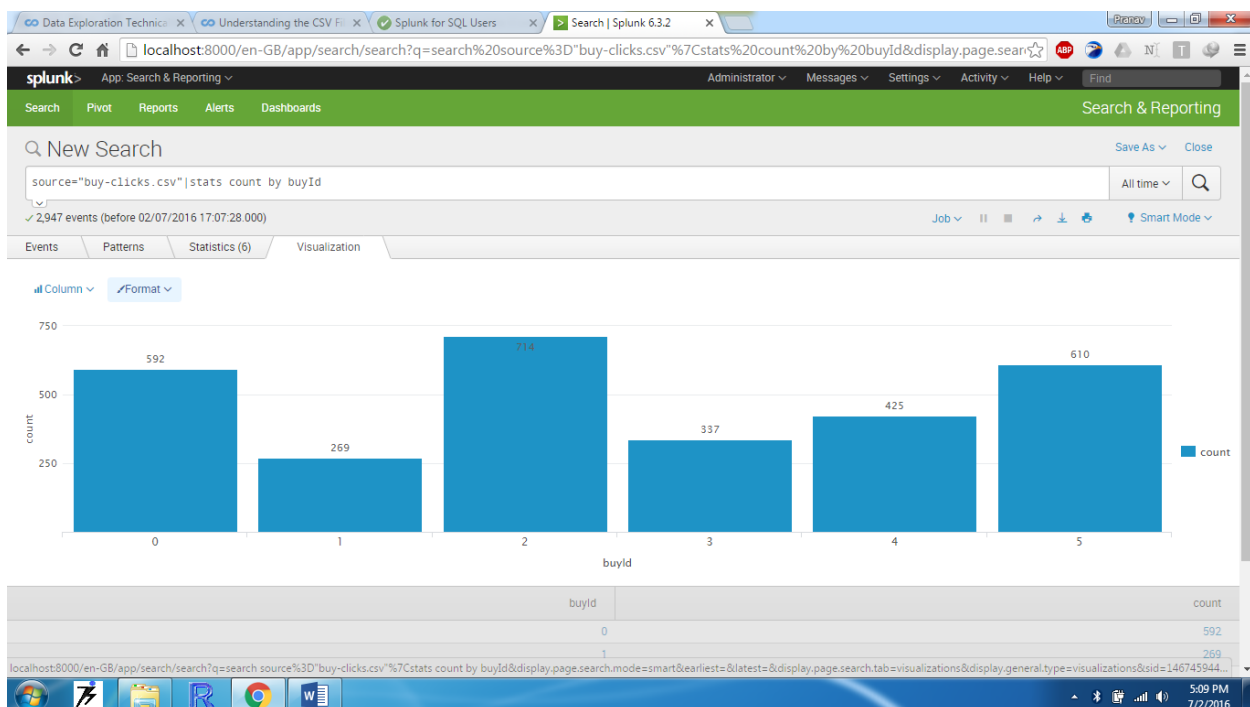 Data Exploration Technica
Understanding the CSV Fi
Splunk for SQL Users
Search | Splunk 6.3.2
Pranav
localhost:8000/en-GB/app/search/search?q=search%20source%3D"buy-clicks.csv"%7Cstats%20count%20by%20buyId&display.page.sear
ABP
splunk> App: Search & Reporting
Administrator Messages Settings Activity Help Find
Search Pivot Reports Alerts Dashboards Search & Reporting
New Search
Save As Close
source="buy-clicks.csv"|stats count by buyId
All time
2,947 events (before 02/07/2016 17:07:28.000)
Job Smart Mode
Events Patterns Statistics (6) Visualization
Column Format
750
500
250
count
592
269
714
337
425
610
count
0 1 2 3 4 5
buyId
buyId count
0 592
1 269
localhost:8000/en-GB/app/search/search?q=search source%3D"buy-clicks.csv"%7Cstats count by buyId&display.page.search.mode=smart&earliest=&latest=&display.page.search.tab=visualizations&display.general.type=visualizations&sid=146745944...
5:09 PM
7/2/2016